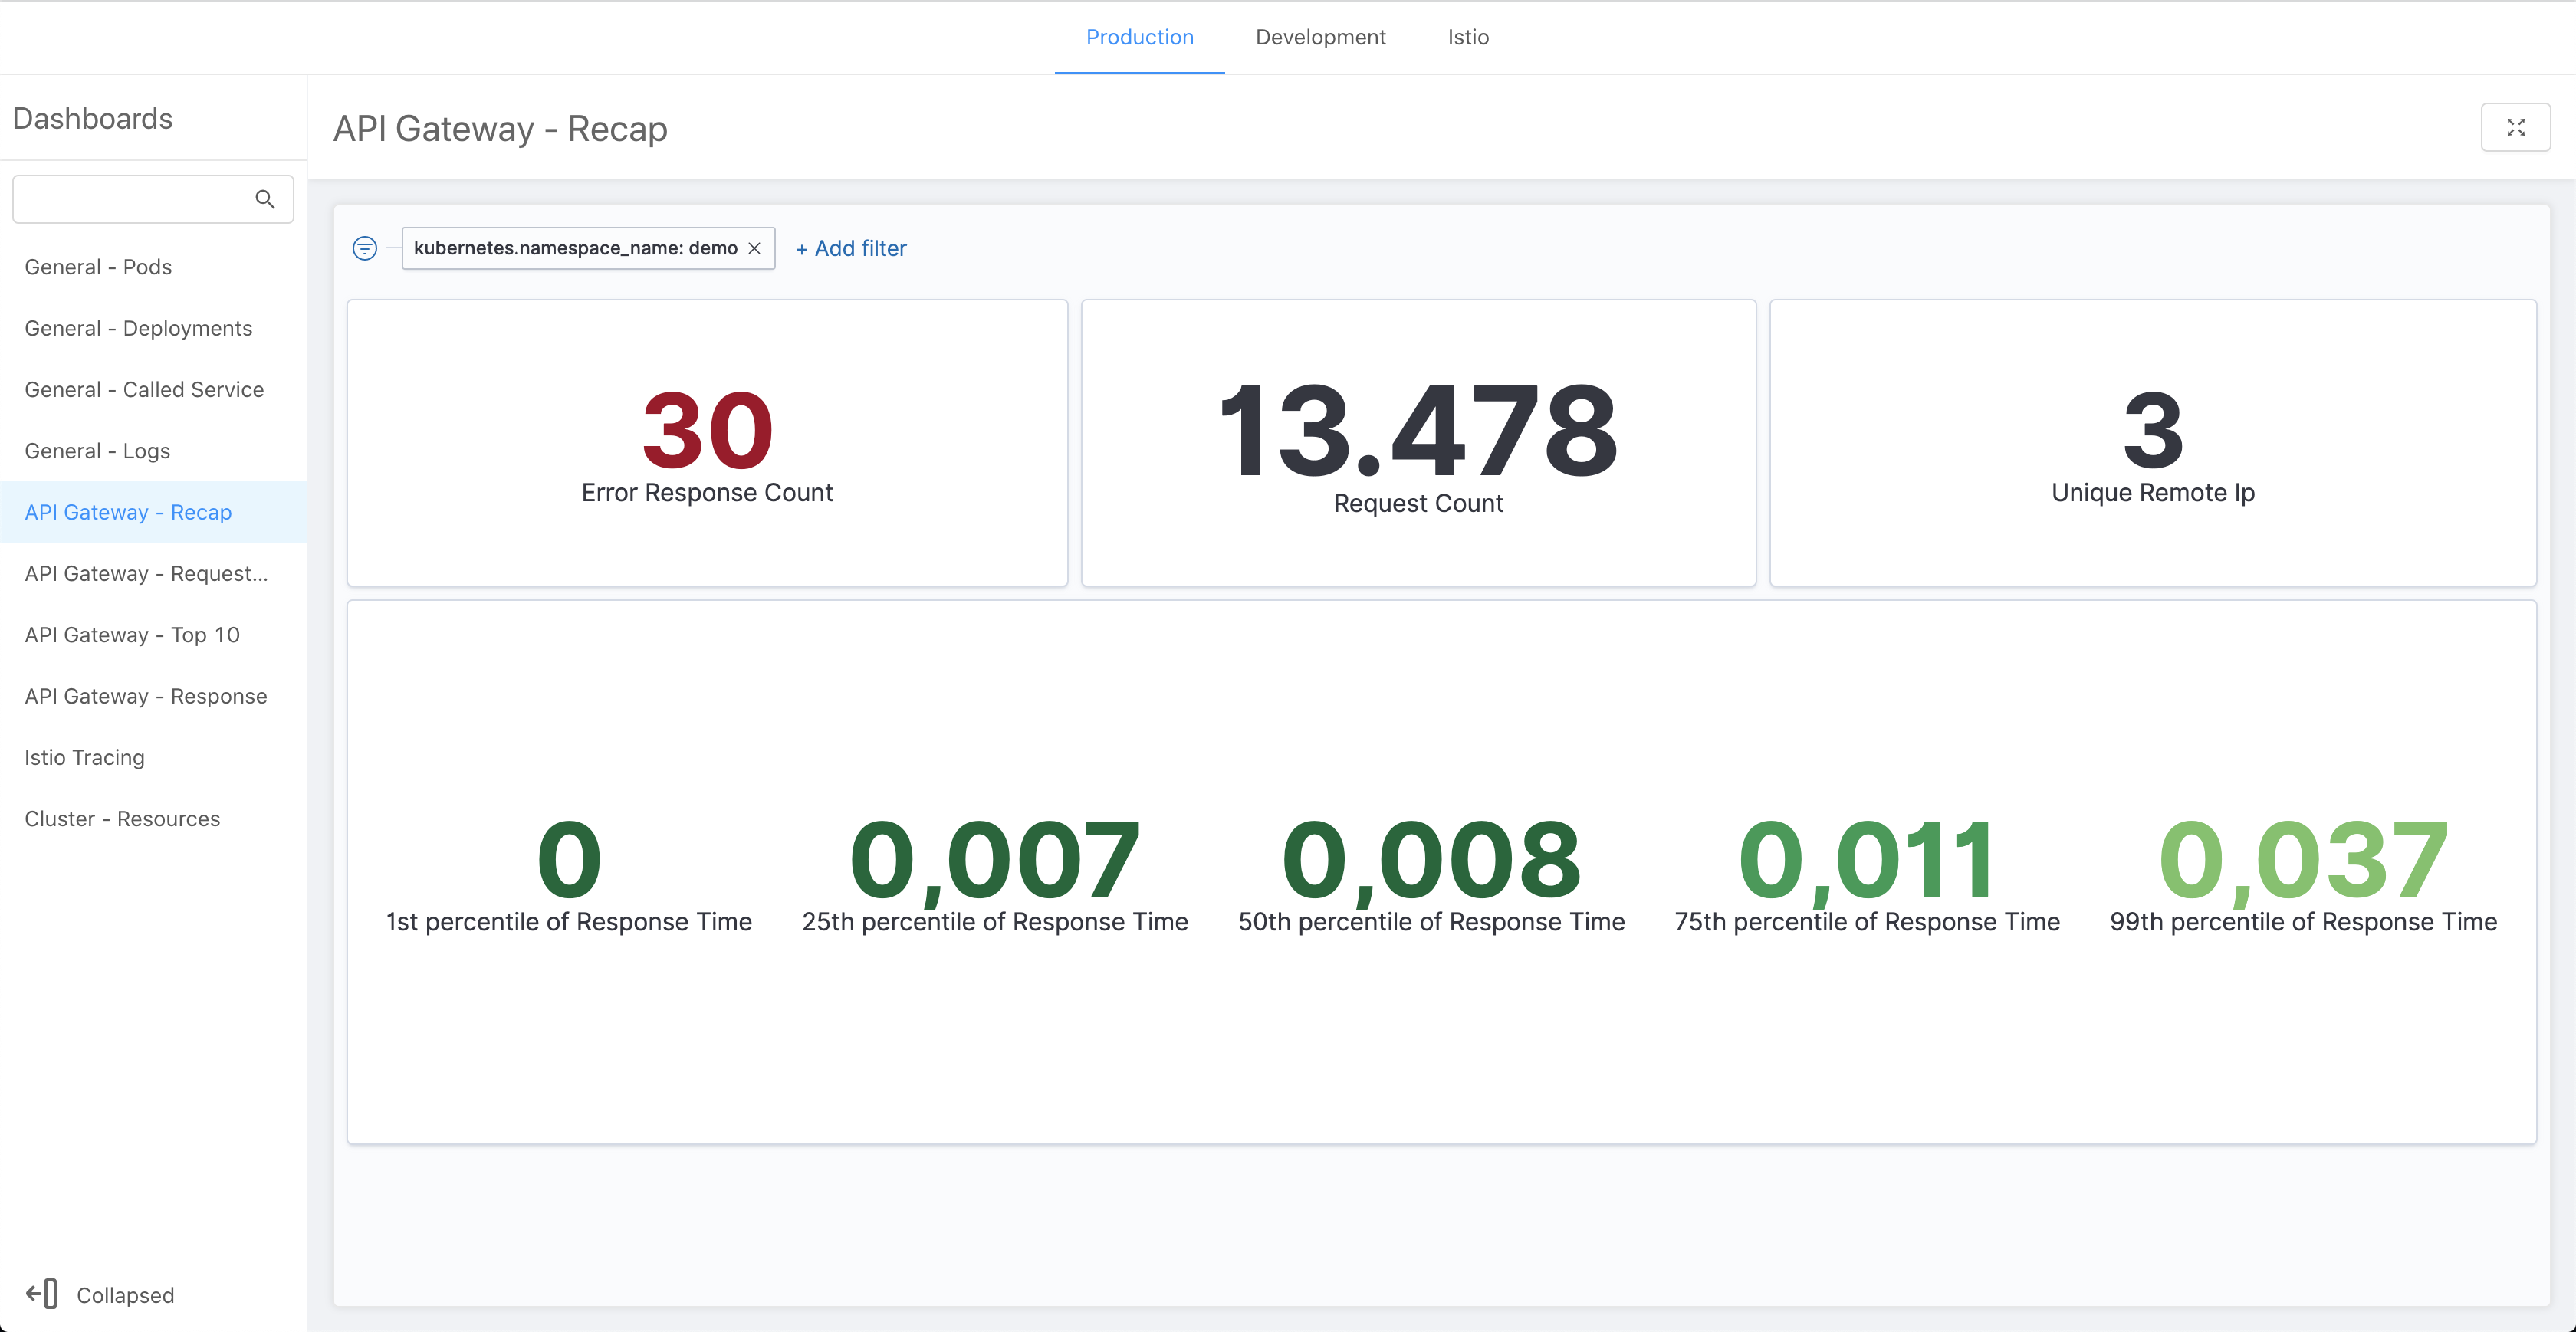 Production
Development
Istio
Dashboards
API Gateway - Recap
General - Pods
General - Deployments
General - Called Service
General - Logs
API Gateway - Recap
API Gateway - Request...
API Gateway - Top 10
API Gateway - Response
Istio Tracing
Cluster - Resources
Collapsed
kubernetes.namespace_name: demo
+ Add filter
30
Error Response Count
13.478
Request Count
3
Unique Remote Ip
0
1st percentile of Response Time
0,007
25th percentile of Response Time
0,008
50th percentile of Response Time
0,011
75th percentile of Response Time
0,037
99th percentile of Response Time